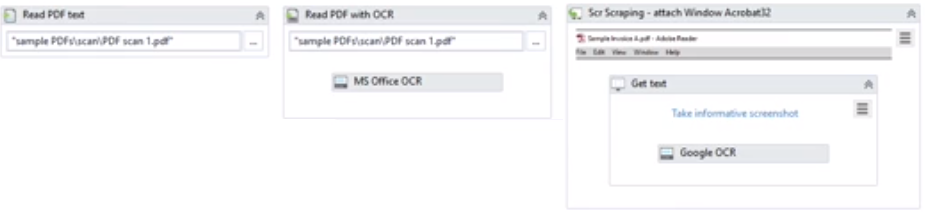 Read PDF text
"sample PDFs\scan\PDF scan 1.pdf"
...
Read PDF with OCR
"sample PDFs\scan\PDF scan 1.pdf"
...
MS Office OCR
Scr Scraping - attach Window Acrobat32
Sample Invoice A.pdf - Adobe Reader
File Edit View Window Help
Get text
Take informative screenshot
Google OCR